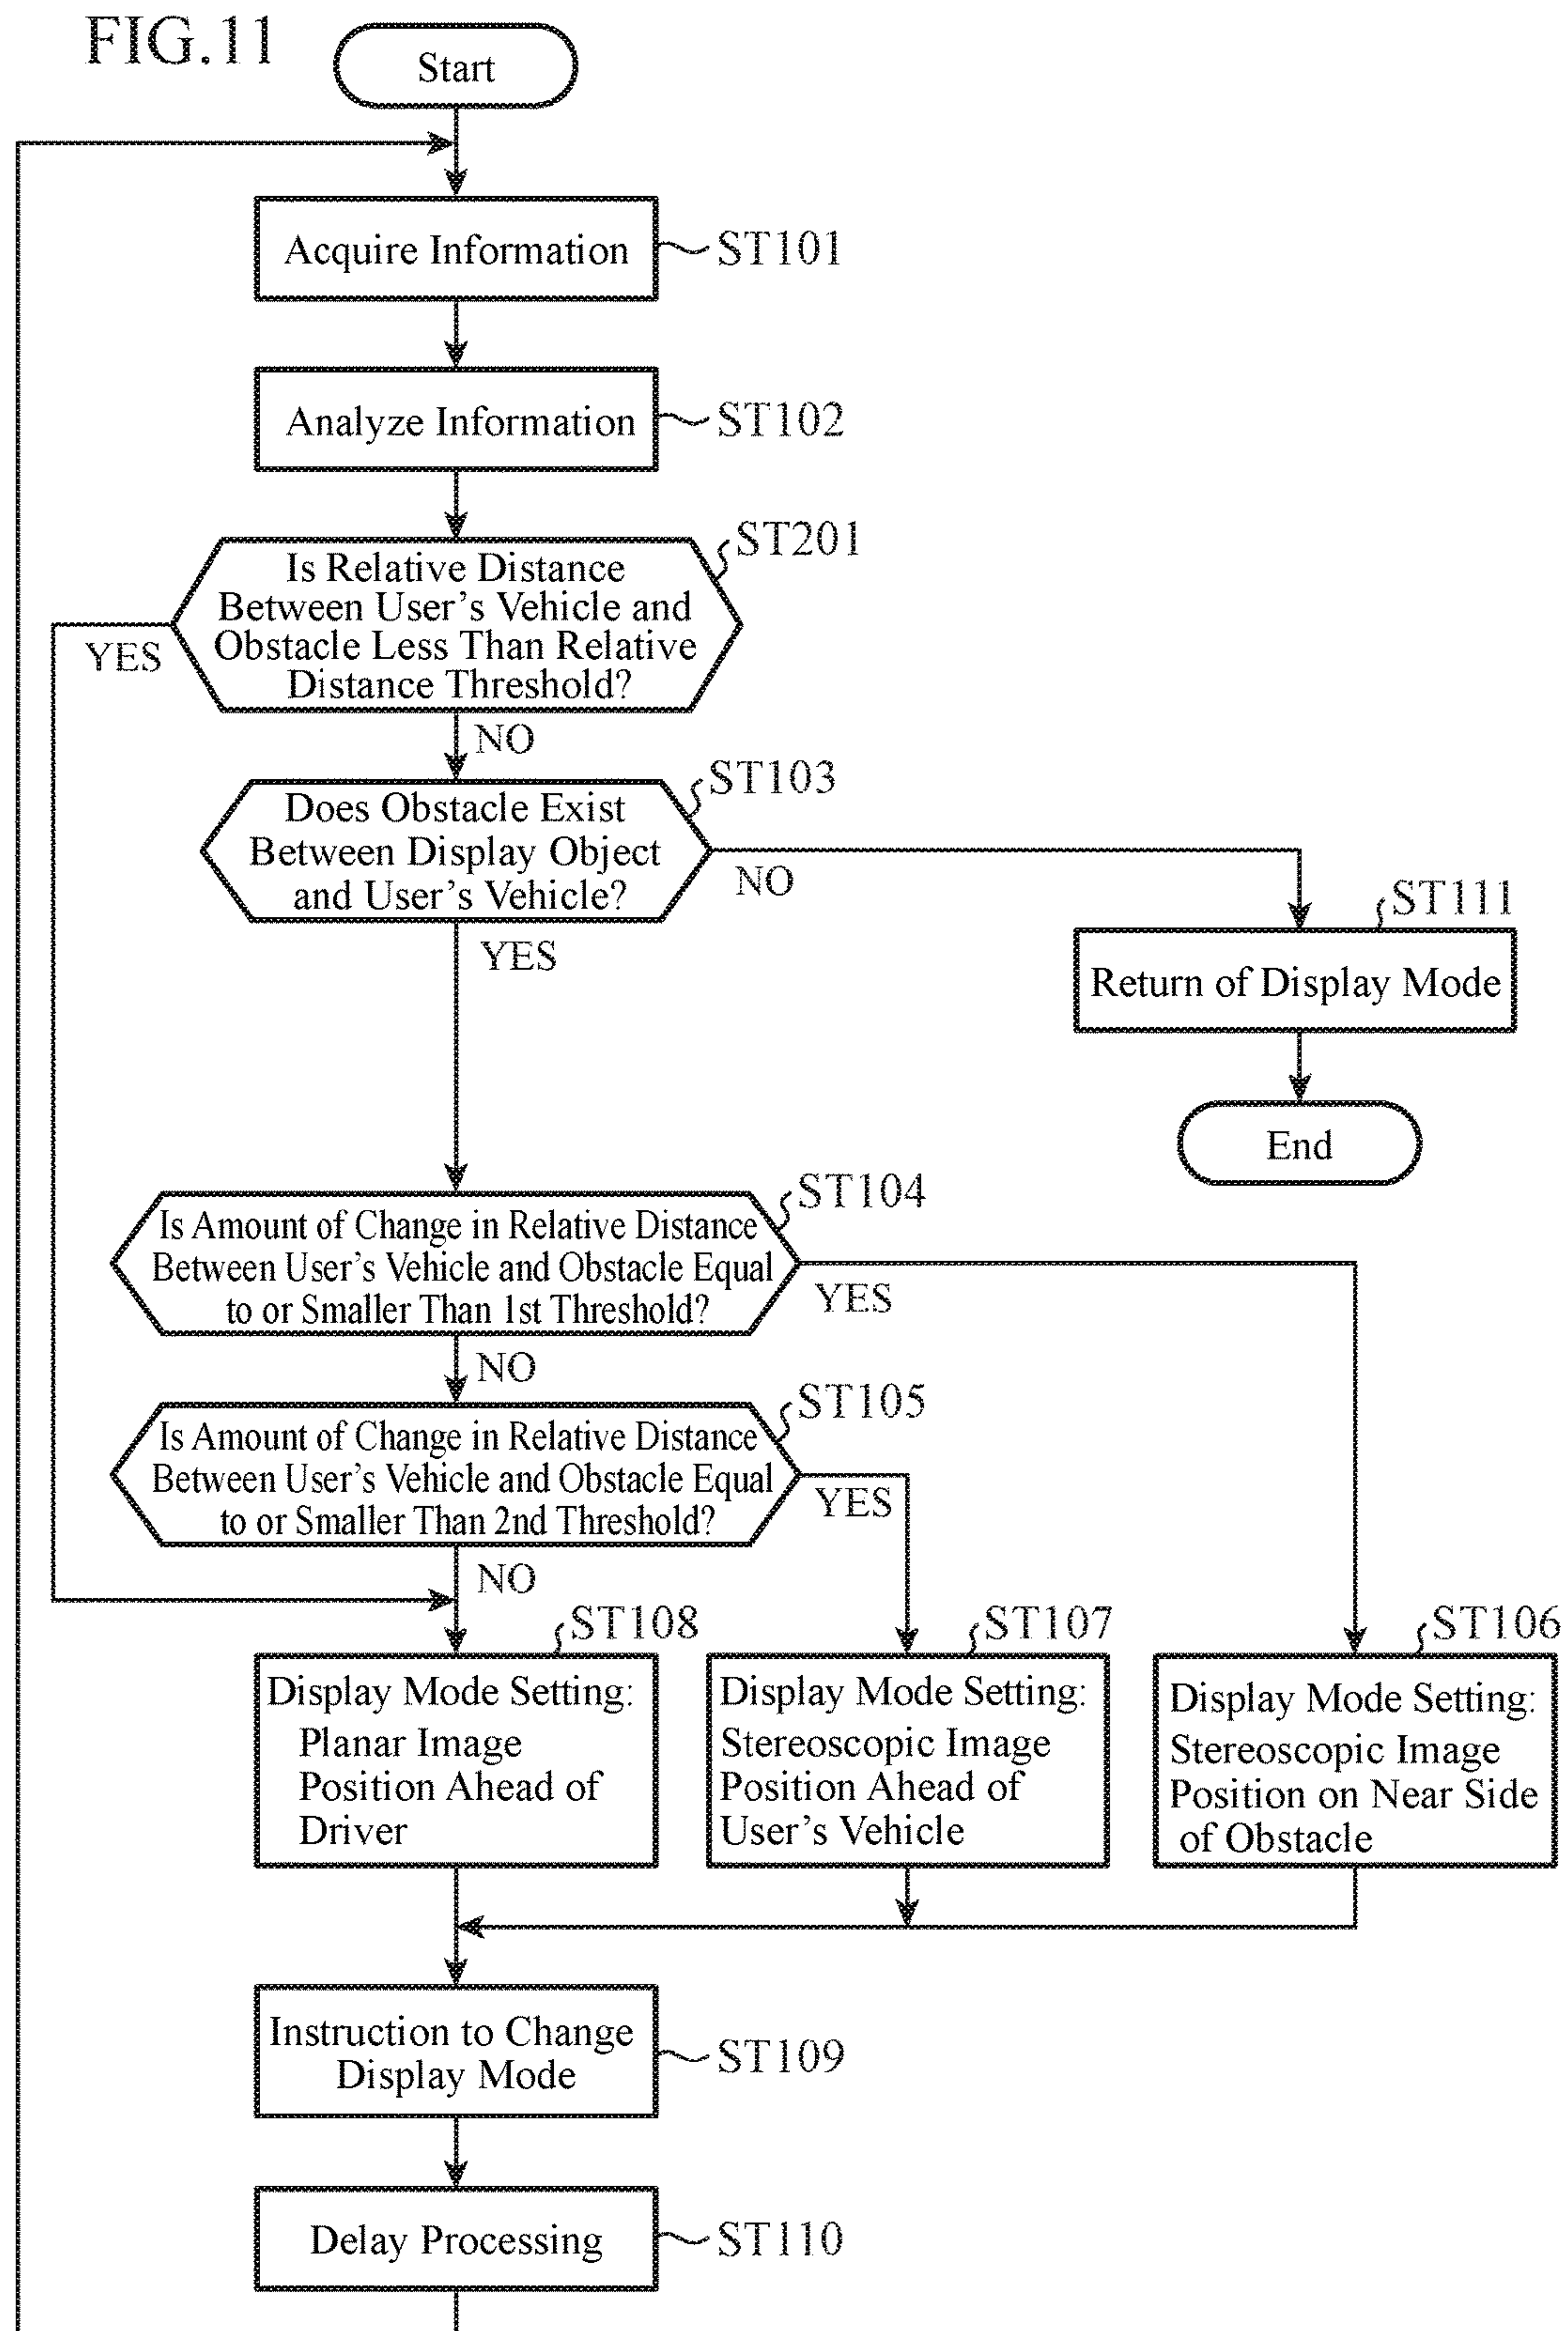 FIG.11
Start
Acquire Information
ST101
Analyze Information
ST102
ST201
Is Relative Distance
Between User's Vehicle and
Obstacle Less Than Relative
Distance Threshold?
YES
NO
ST103
Does Obstacle Exist
Between Display Object
and User's Vehicle?
NO
YES
ST111
Return of Display Mode
End
ST104
Is Amount of Change in Relative Distance
Between User's Vehicle and Obstacle Equal
to or Smaller Than 1st Threshold?
YES
NO
ST105
Is Amount of Change in Relative Distance
Between User's Vehicle and Obstacle Equal
to or Smaller Than 2nd Threshold?
YES
NO
ST108
Display Mode Setting:
Planar Image
Position Ahead of
Driver
ST107
Display Mode Setting:
Stereoscopic Image
Position Ahead of
User's Vehicle
ST106
Display Mode Setting:
Stereoscopic Image
Position on Near Side
of Obstacle
Instruction to Change
Display Mode
ST109
Delay Processing
ST110